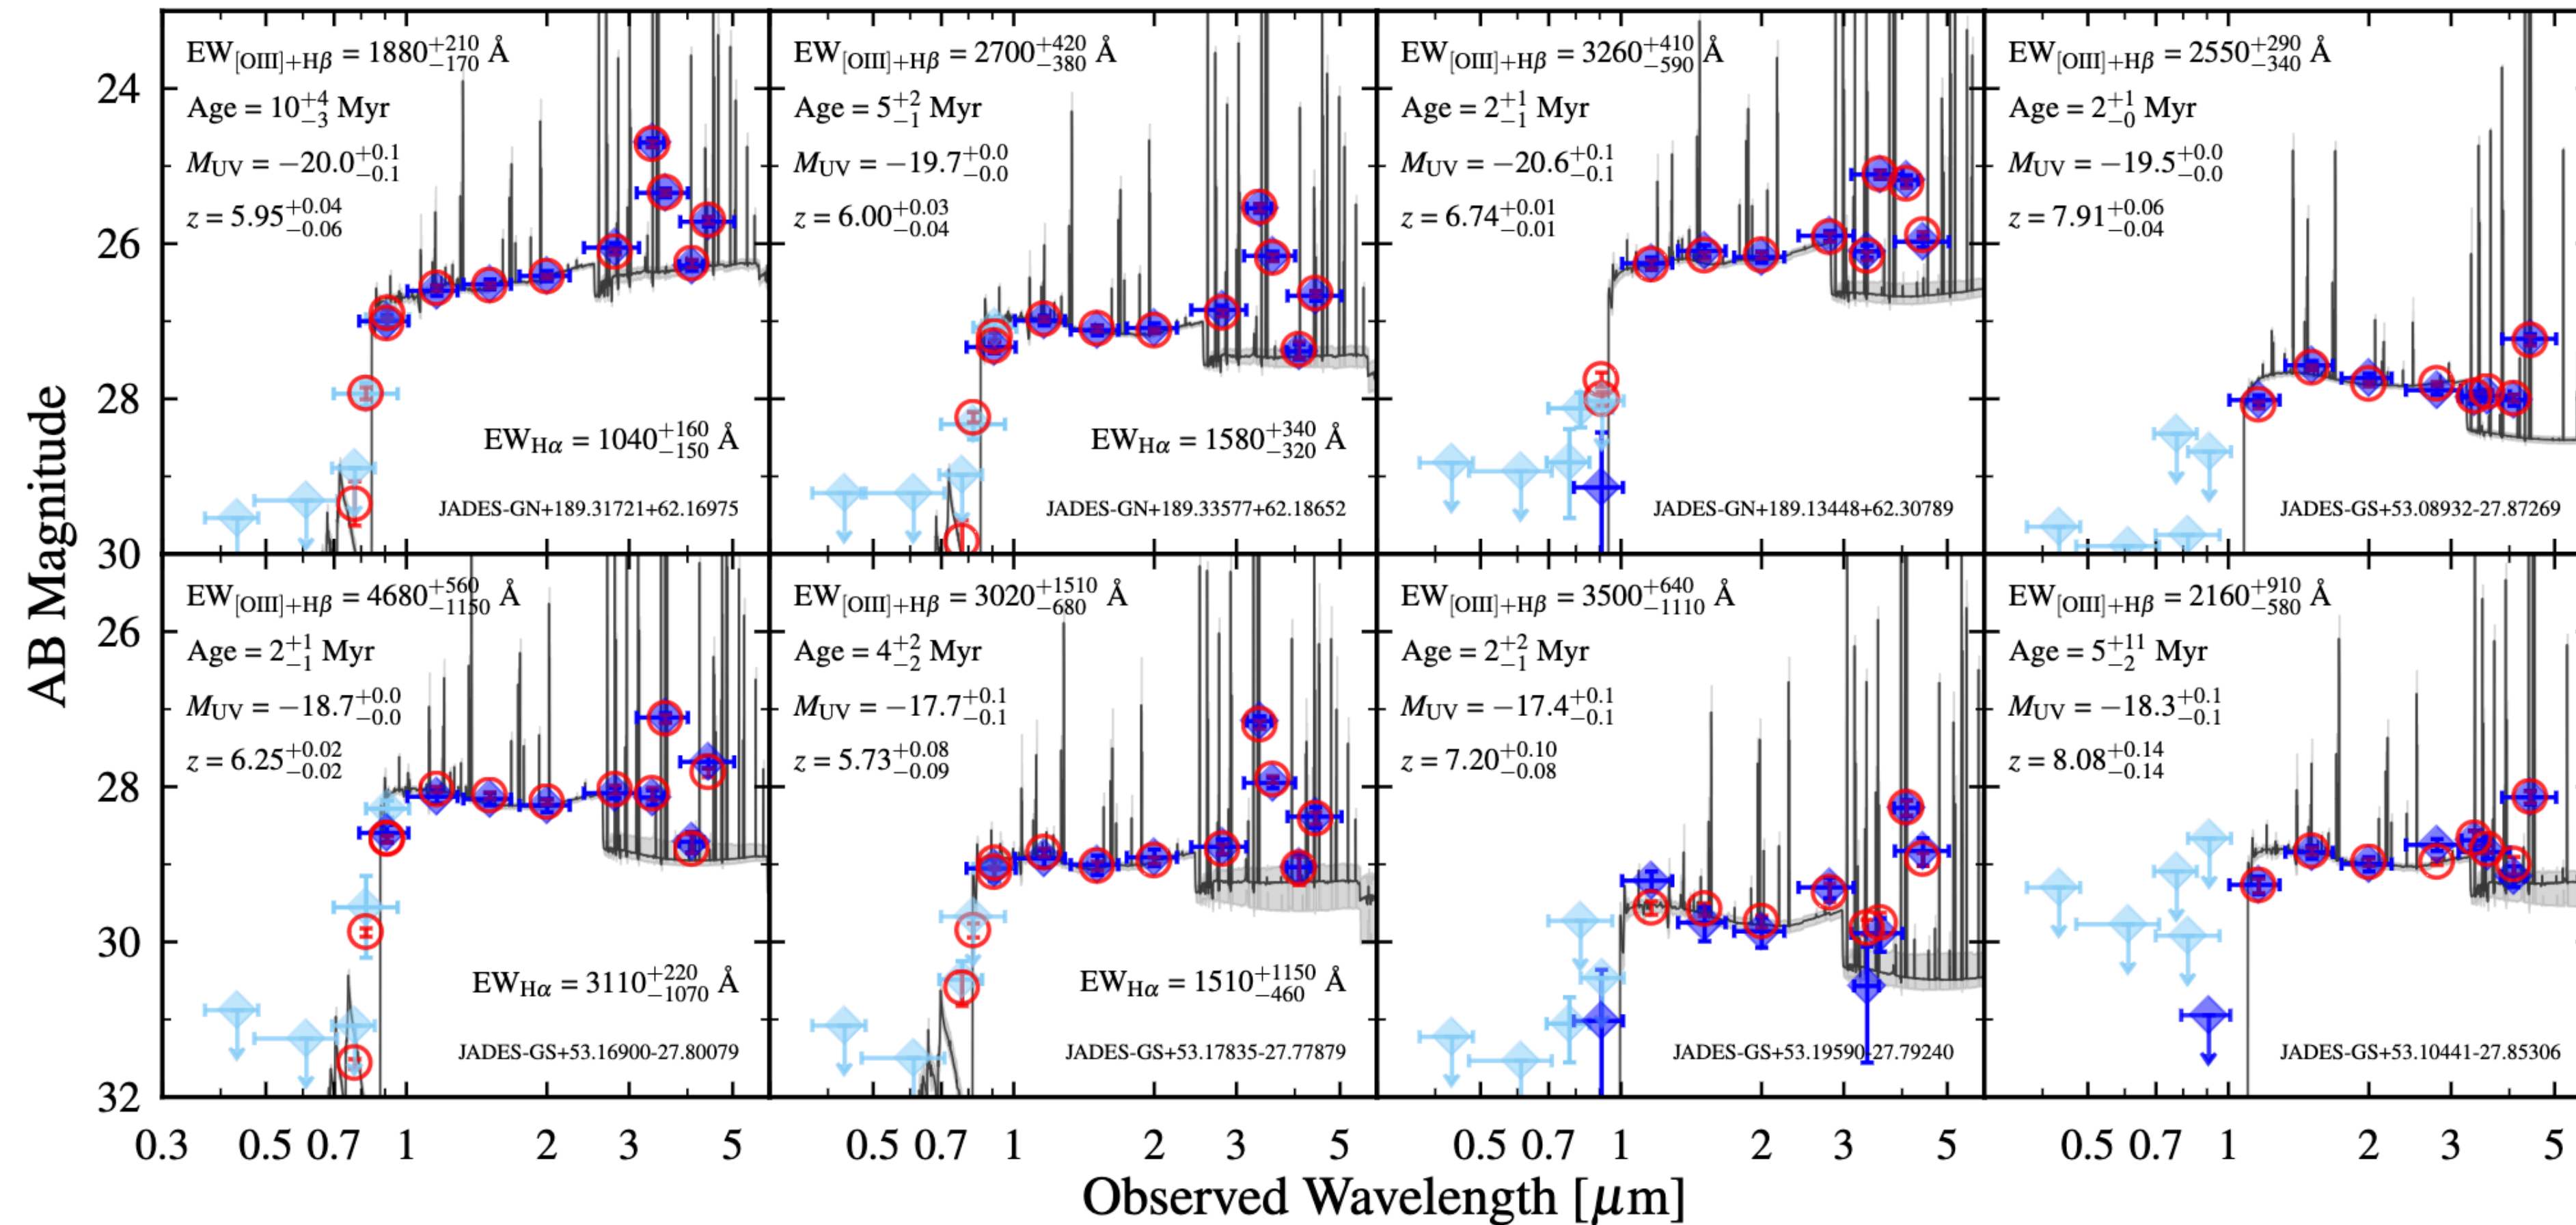 EW[OIII]+Hβ = 1880 +210 −170 Å
Age = 10 +4 −3 Myr
MUV = −20.0 +0.1 −0.1
z = 5.95 +0.04 −0.06
EWHα = 1040 +160 −150 Å
JADES-GN+189.31721+62.16975
EW[OIII]+Hβ = 2700 +420 −380 Å
Age = 5 +2 −1 Myr
MUV = −19.7 +0.0 −0.0
z = 6.00 +0.03 −0.04
EWHα = 1580 +340 −320 Å
JADES-GN+189.33577+62.18652
EW[OIII]+Hβ = 3260 +410 −590 Å
Age = 2 +1 −1 Myr
MUV = −20.6 +0.1 −0.1
z = 6.74 +0.01 −0.01
JADES-GN+189.13448+62.30789
EW[OIII]+Hβ = 2550 +290 −340 Å
Age = 2 +1 −0 Myr
MUV = −19.5 +0.0 −0.0
z = 7.91 +0.06 −0.04
JADES-GS+53.08932-27.87269
24
26
28
30
AB Magnitude
EW[OIII]+Hβ = 4680 +560 −1150 Å
Age = 2 +1 −1 Myr
MUV = −18.7 +0.0 −0.0
z = 6.25 +0.02 −0.02
EWHα = 3110 +220 −1070 Å
JADES-GS+53.16900-27.80079
EW[OIII]+Hβ = 3020 +1510 −680 Å
Age = 4 +2 −2 Myr
MUV = −17.7 +0.1 −0.1
z = 5.73 +0.08 −0.09
EWHα = 1510 +1150 −460 Å
JADES-GS+53.17835-27.77879
EW[OIII]+Hβ = 3500 +640 −1110 Å
Age = 2 +2 −1 Myr
MUV = −17.4 +0.1 −0.1
z = 7.20 +0.10 −0.08
JADES-GS+53.19590-27.79240
EW[OIII]+Hβ = 2160 +910 −580 Å
Age = 5 +11 −2 Myr
MUV = −18.3 +0.1 −0.1
z = 8.08 +0.14 −0.14
JADES-GS+53.10441-27.85306
26
28
30
32
0.3 0.5 0.7 1 2 3 5 0.5 0.7 1 2 3 5 0.5 0.7 1 2 3 5 0.5 0.7 1 2 3 5
Observed Wavelength [μm]